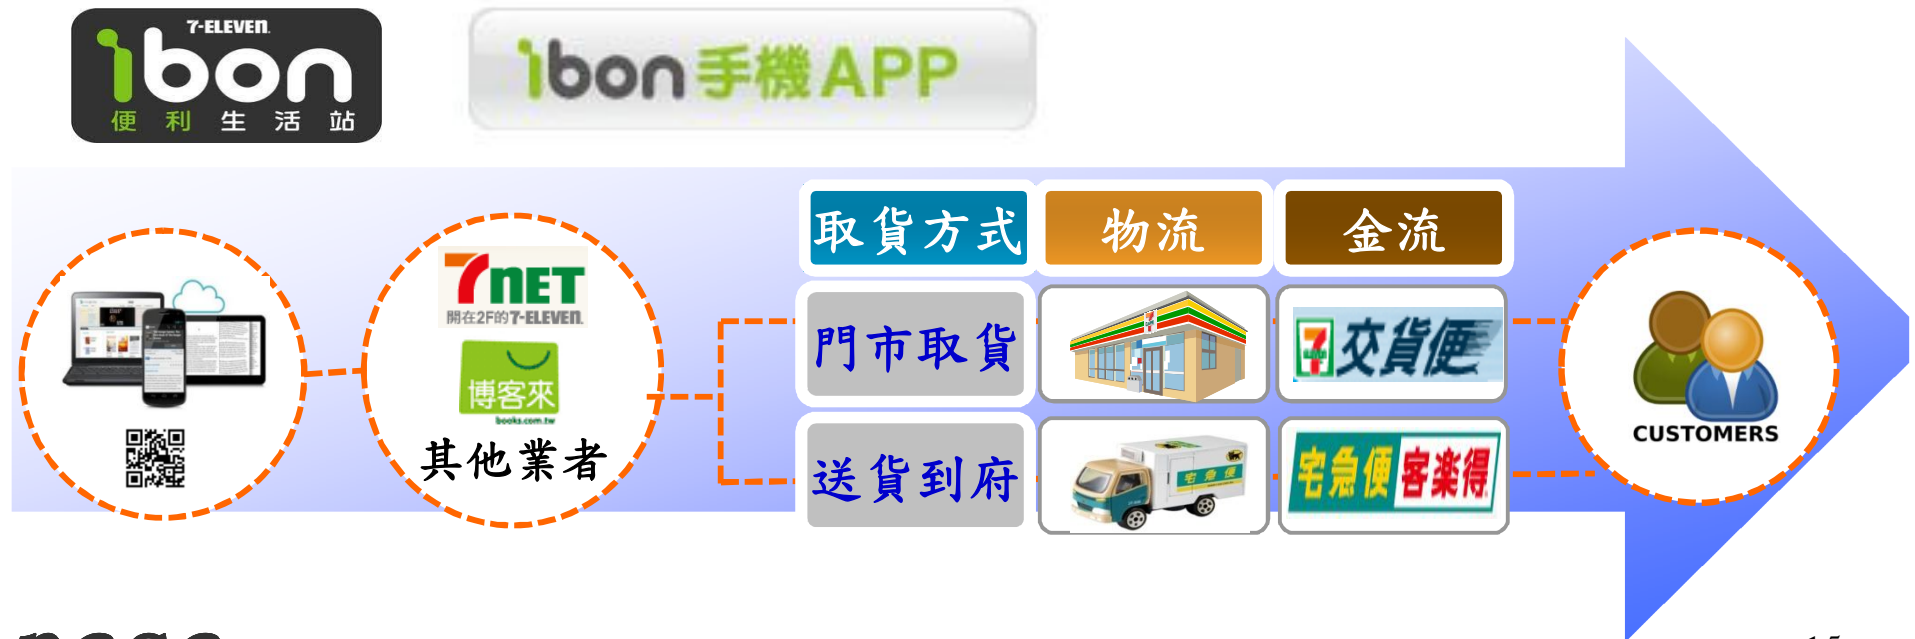 7-ELEVEN.
ibon
便利生活站
ibon手機APP
取貨方式
物流
金流
7NET
開在2F的7-ELEVEN.
博客來
books.com.tw
其他業者
門市取貨
7 ELEVEN 交貨便
送貨到府
宅急便
宅急便 客楽得
CUSTOMERS